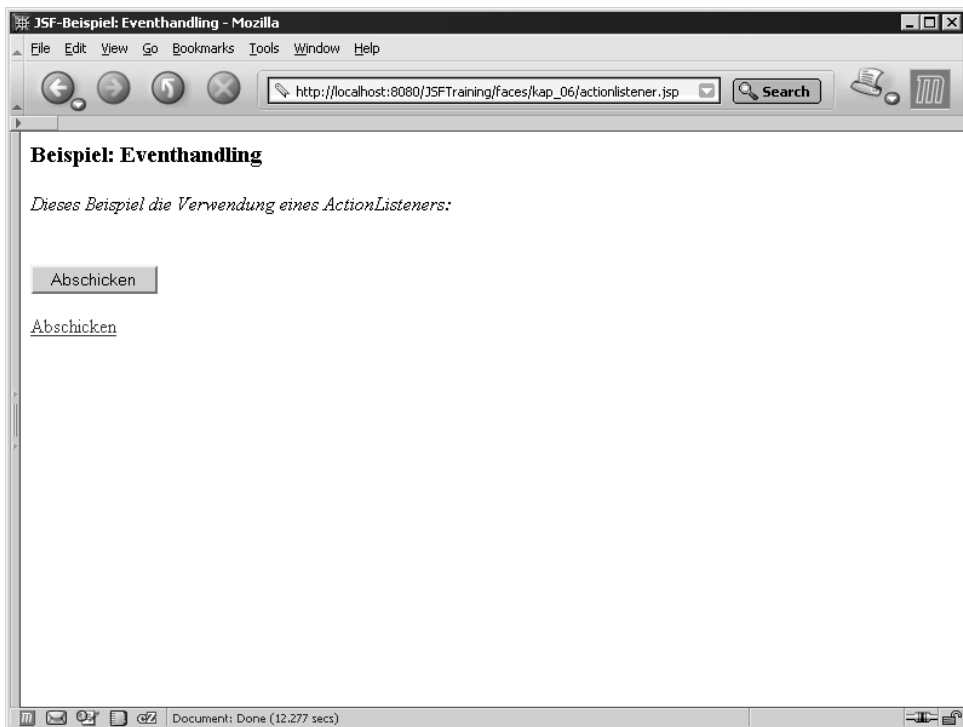 JSF-Beispiel: Eventhandling - Mozilla
File Edit View Go Bookmarks Tools Window Help
http://localhost:8080/JSFTraining/faces/kap_06/actionlistener.jsp Search
Beispiel: Eventhandling
Dieses Beispiel die Verwendung eines ActionListeners:
Abschicken
Abschicken
Document: Done (12.277 secs)